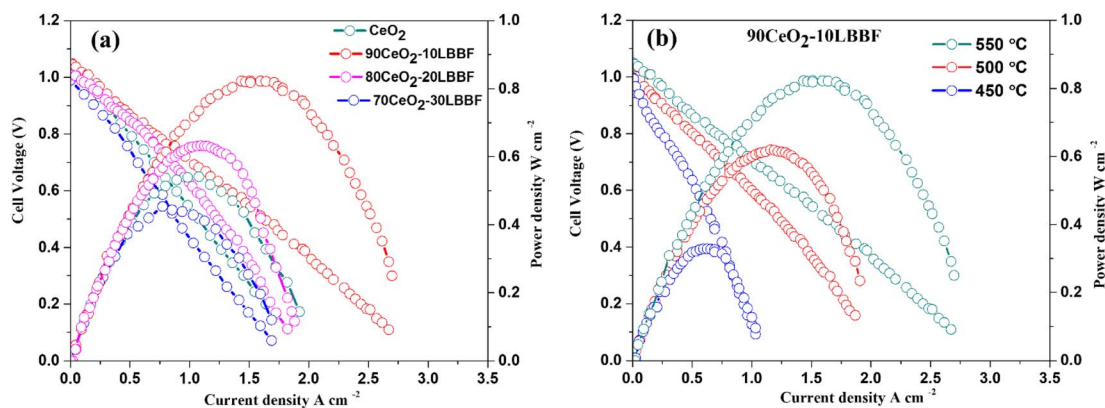 (a)
CeO2
90CeO2-10LBBF
80CeO2-20LBBF
70CeO2-30LBBF
Cell Voltage (V)
1.2
1.0
0.8
0.6
0.4
0.2
0.0
0.0 0.5 1.0 1.5 2.0 2.5 3.0 3.5
Current density A cm -2
1.0
0.8
0.6
0.4
0.2
0.0
Power density W cm -2
(b)
90CeO2-10LBBF
550 °C
500 °C
450 °C
Cell Voltage (V)
1.2
1.0
0.8
0.6
0.4
0.2
0.0
0.0 0.5 1.0 1.5 2.0 2.5 3.0 3.5
Current density A cm -2
1.0
0.8
0.6
0.4
0.2
0.0
Power density W cm -2